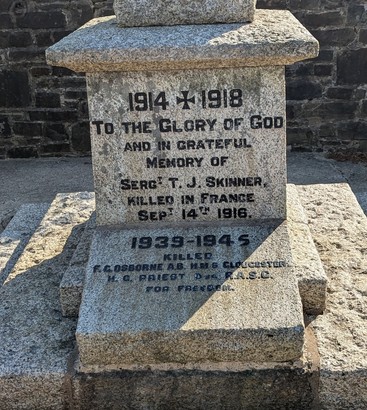 1914 ✠ 1918
TO THE GLORY OF GOD
AND IN GRATEFUL
MEMORY OF
SERGT T. J. SKINNER,
KILLED IN FRANCE
SEPT 14TH 1916.
1939-1945
KILLED
F. G. OSBORNE A.B. H.M.S GLOUCESTER.
H. G. PRIEST DVR. R.A.S.C.
FOR FREEDOM.